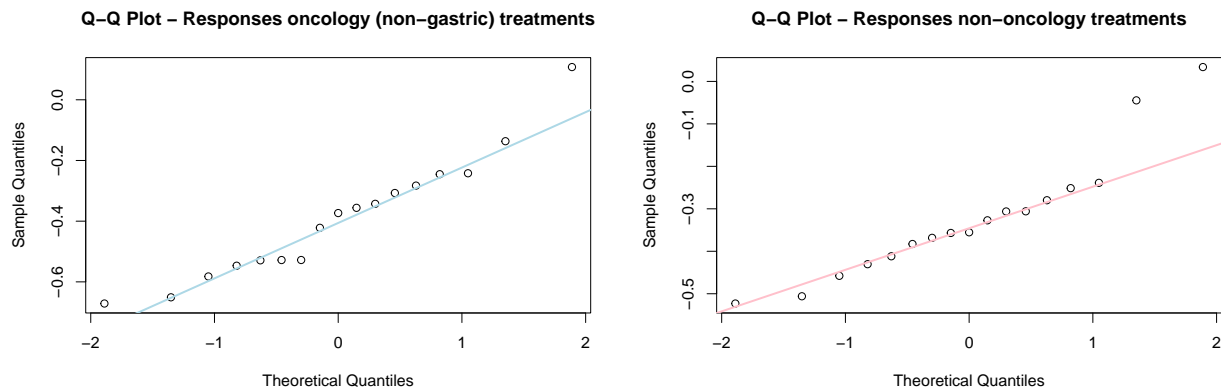 Q−Q Plot − Responses oncology (non−gastric) treatments
Sample Quantiles
0.0
−0.2
−0.4
−0.6
−2 −1 0 1 2
Theoretical Quantiles
Q−Q Plot − Responses non−oncology treatments
Sample Quantiles
0.0
−0.1
−0.3
−0.5
−2 −1 0 1 2
Theoretical Quantiles